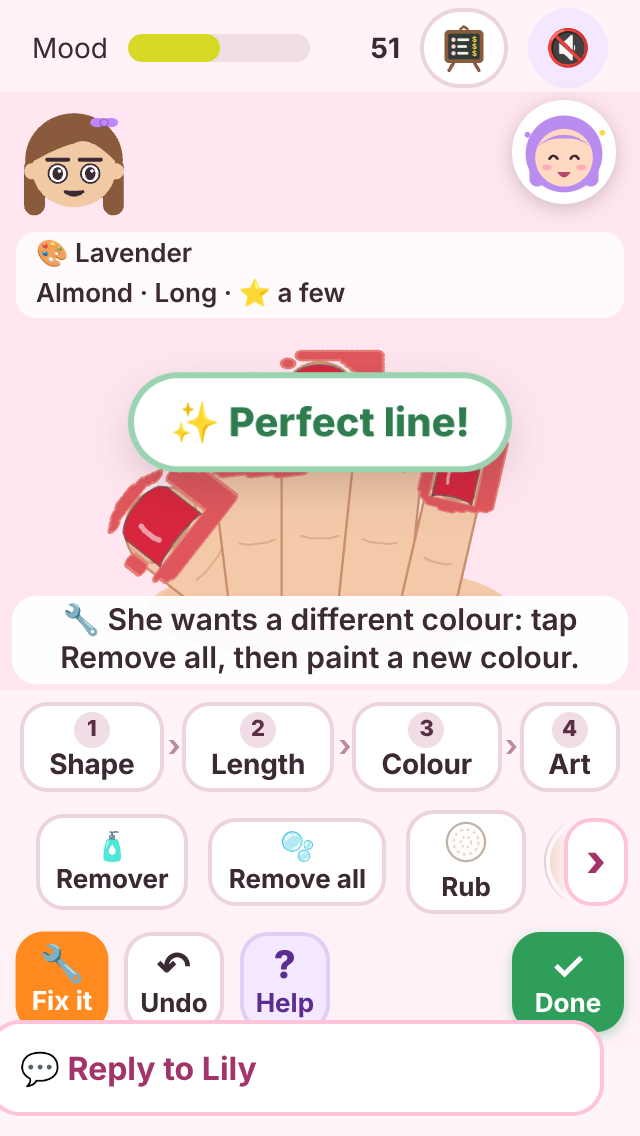 Mood
51
🎨 Lavender
Almond · Long · ⭐ a few
✨ Perfect line!
🔧 She wants a different colour: tap
Remove all, then paint a new colour.
1 Shape › 2 Length › 3 Colour › 4 Art
Remover
Remove all
Rub
›
Fix it
Undo
? Help
Done
💬 Reply to Lily